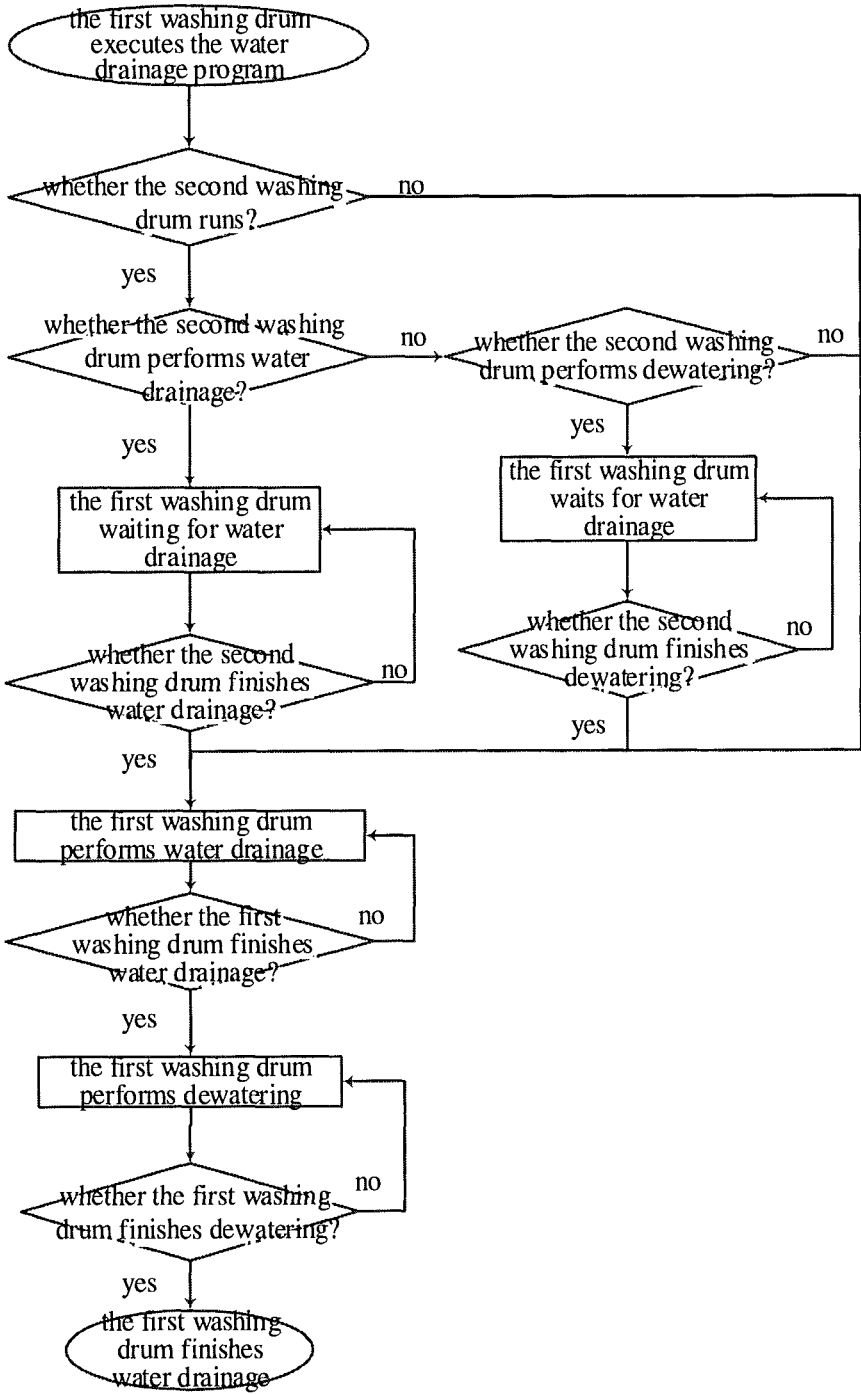 the first washing drum
executes the water
drainage program
whether the second washing
drum runs?
no
yes
whether the second washing
drum performs water
drainage?
no
whether the second washing
drum performs dewatering?
no
yes
yes
the first washing drum
waiting for water
drainage
the first washing drum
waits for water
drainage
whether the second
washing drum finishes
water drainage?
no
whether the second
washing drum finishes
dewatering?
no
yes
yes
the first washing drum
performs water drainage
whether the first
washing drum finishes
water drainage?
no
yes
the first washing drum
performs dewatering
whether the first washing
drum finishes dewatering?
no
yes
the first washing
drum finishes
water drainage